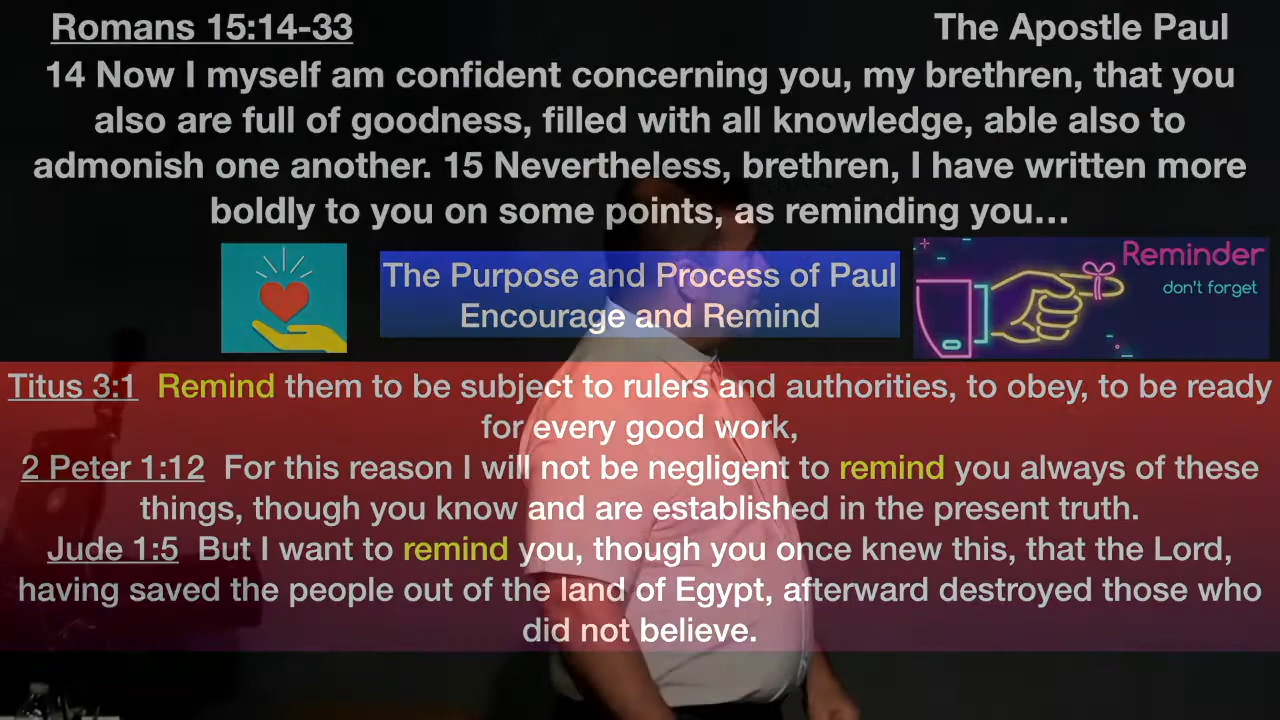 Romans 15:14-33
The Apostle Paul
14 Now I myself am confident concerning you, my brethren, that you
also are full of goodness, filled with all knowledge, able also to
admonish one another. 15 Nevertheless, brethren, I have written more
boldly to you on some points, as reminding you…
The Purpose and Process of Paul
Encourage and Remind
Reminder
don't forget
Titus 3:1 Remind them to be subject to rulers and authorities, to obey, to be ready
for every good work,
2 Peter 1:12 For this reason I will not be negligent to remind you always of these
things, though you know and are established in the present truth.
Jude 1:5 But I want to remind you, though you once knew this, that the Lord,
having saved the people out of the land of Egypt, afterward destroyed those who
did not believe.